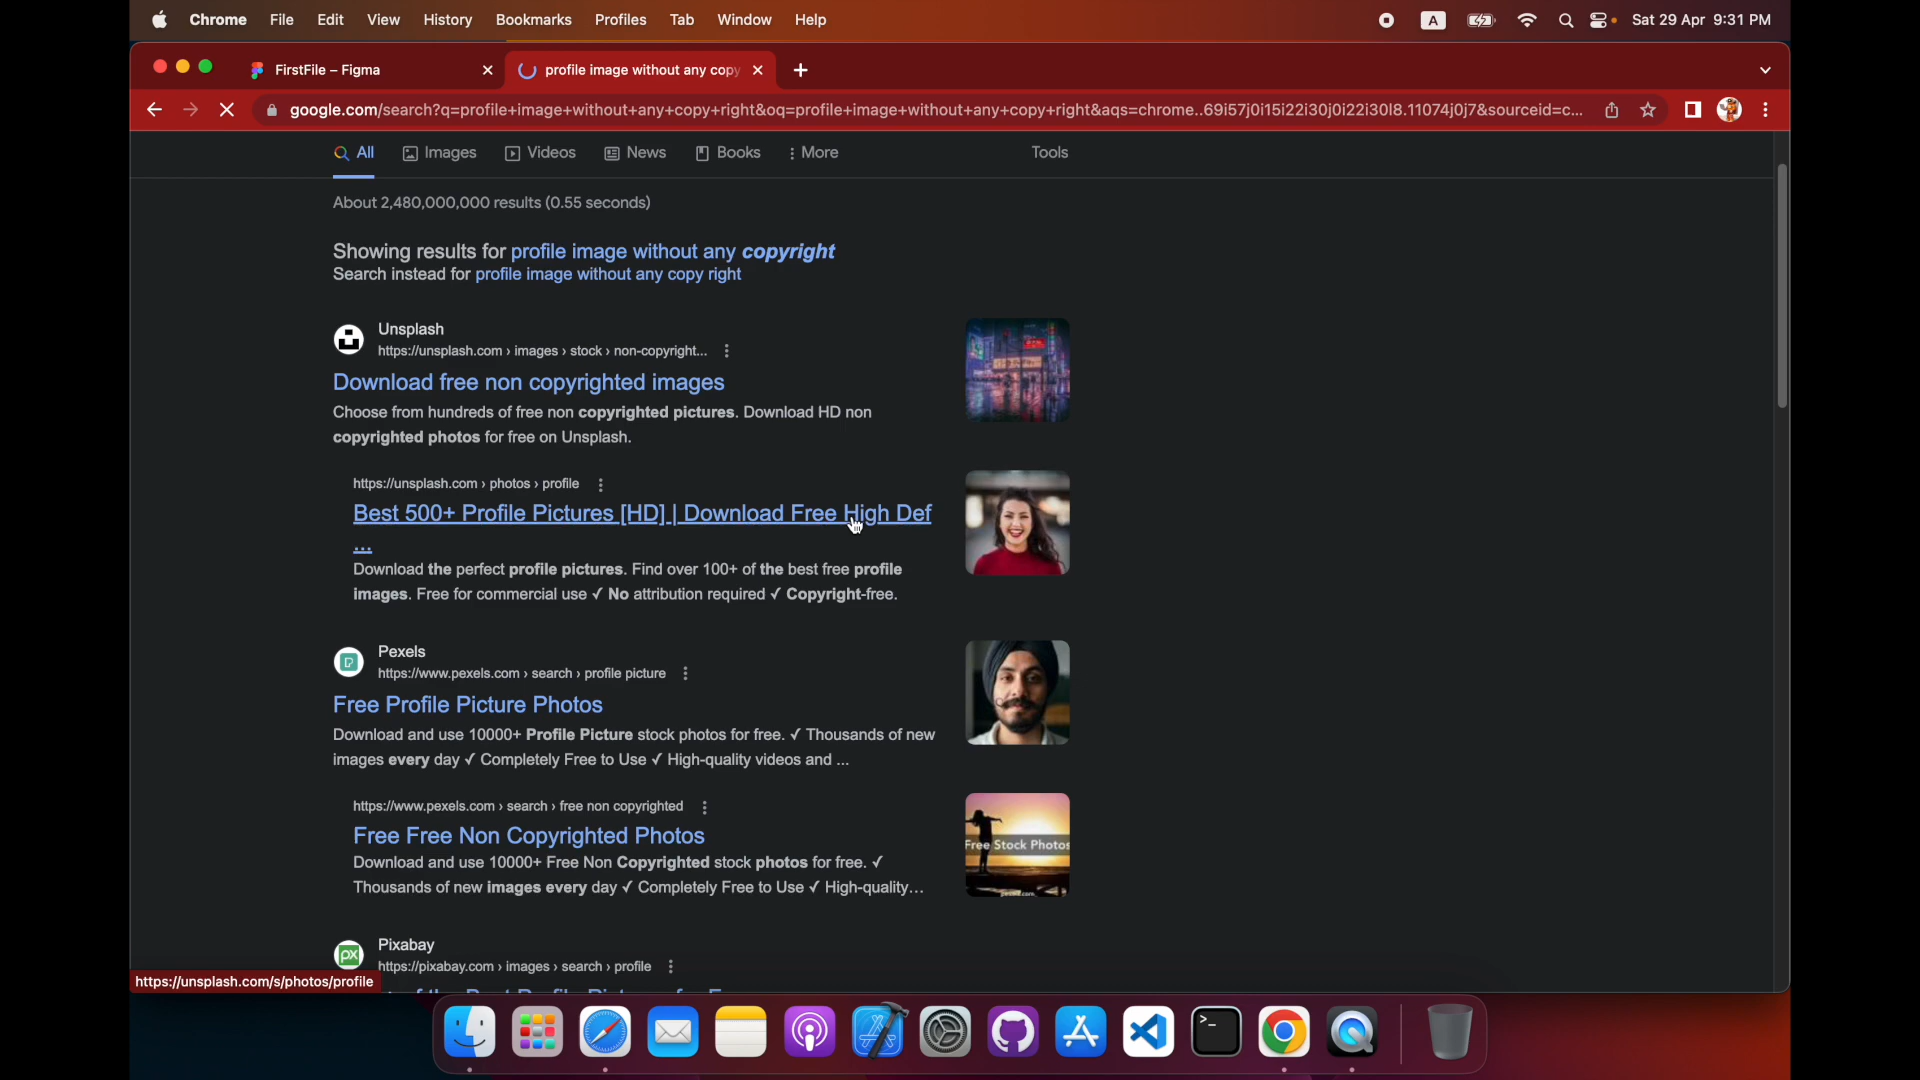 Chrome File Edit View History Bookmarks Profiles Tab Window Help A Sat 29 Apr 9:31 PM
FirstFile – Figma profile image without any copy
google.com/search?q=profile+image+without+any+copy+right&oq=profile+image+without+any+copy+right&aqs=chrome..69i57j0i15i22i30j0i22i30l8.11074j0j7&sourceid=c...
All Images Videos News Books More Tools
About 2,480,000,000 results (0.55 seconds)
Showing results for profile image without any copyright
Search instead for profile image without any copy right
Unsplash
https://unsplash.com › images › stock › non-copyright...
Download free non copyrighted images
Choose from hundreds of free non copyrighted pictures. Download HD non
copyrighted photos for free on Unsplash.
https://unsplash.com › photos › profile
Best 500+ Profile Pictures [HD] | Download Free High Def
...
Download the perfect profile pictures. Find over 100+ of the best free profile
images. Free for commercial use ✓ No attribution required ✓ Copyright-free.
Pexels
https://www.pexels.com › search › profile picture
Free Profile Picture Photos
Download and use 10000+ Profile Picture stock photos for free. ✓ Thousands of new
images every day ✓ Completely Free to Use ✓ High-quality videos and ...
https://www.pexels.com › search › free non copyrighted
Free Free Non Copyrighted Photos
Free Stock Photos
Download and use 10000+ Free Non Copyrighted stock photos for free. ✓
Thousands of new images every day ✓ Completely Free to Use ✓ High-quality...
Pixabay
https://pixabay.com › images › search › profile
https://unsplash.com/s/photos/profile